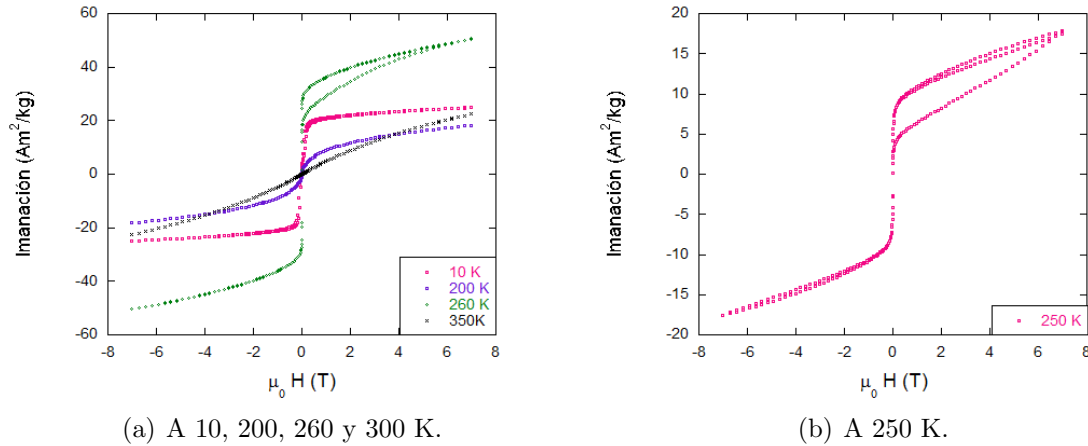 60
40
20
0
-20
-40
-60
Imanación (Am²/kg)
-8 -6 -4 -2 0 2 4 6 8
μ₀ H (T)
10 K
200 K
260 K
350K
(a) A 10, 200, 260 y 300 K.
20
15
10
5
0
-5
-10
-15
-20
Imanación (Am²/kg)
-8 -6 -4 -2 0 2 4 6 8
μ₀ H (T)
250 K
(b) A 250 K.